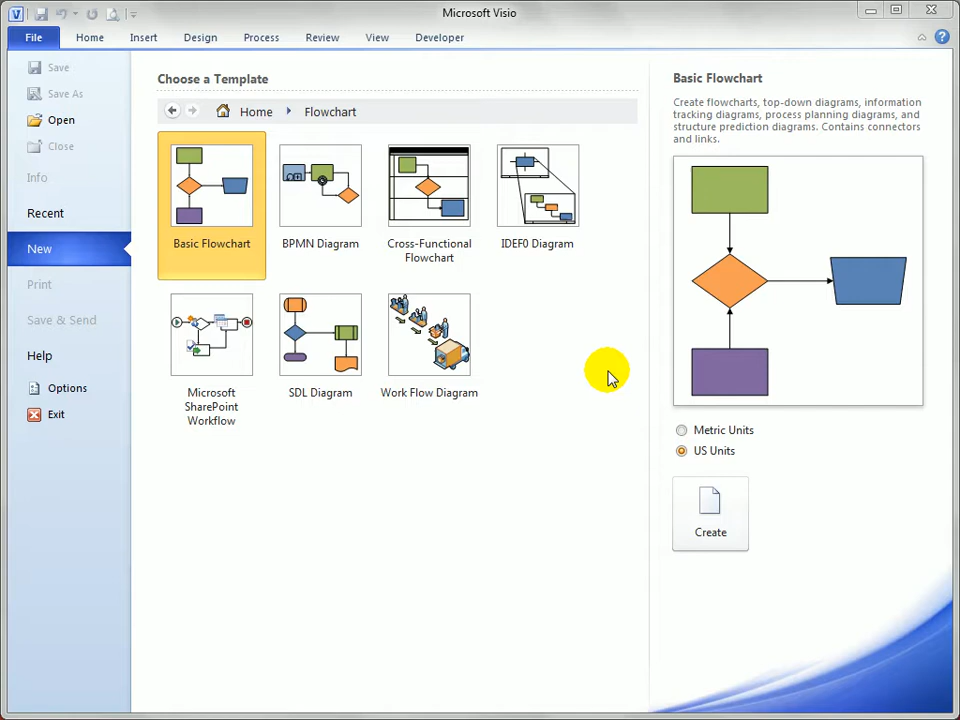 Microsoft Visio
File Home Insert Design Process Review View Developer
Save
Save As
Open
Close
Info
Recent
New
Print
Save & Send
Help
Options
Exit
Choose a Template
Home Flowchart
Basic Flowchart
BPMN Diagram
Cross-Functional
Flowchart
IDEF0 Diagram
Microsoft
SharePoint
Workflow
SDL Diagram
Work Flow Diagram
Basic Flowchart
Create flowcharts, top-down diagrams, information
tracking diagrams, process planning diagrams, and
structure prediction diagrams. Contains connectors
and links.
Metric Units
US Units
Create